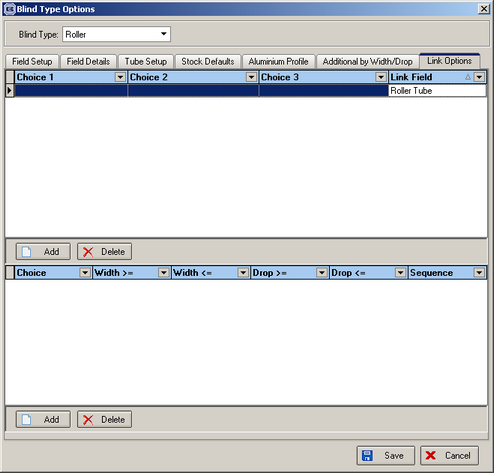 Blind Type Options
Blind Type: Roller
Field Setup Field Details Tube Setup Stock Defaults Aluminium Profile Additional by Width/Drop Link Options
Choice 1 Choice 2 Choice 3 Link Field
Roller Tube
Add Delete
Choice Width >= Width <= Drop >= Drop <= Sequence
Add Delete
Save Cancel